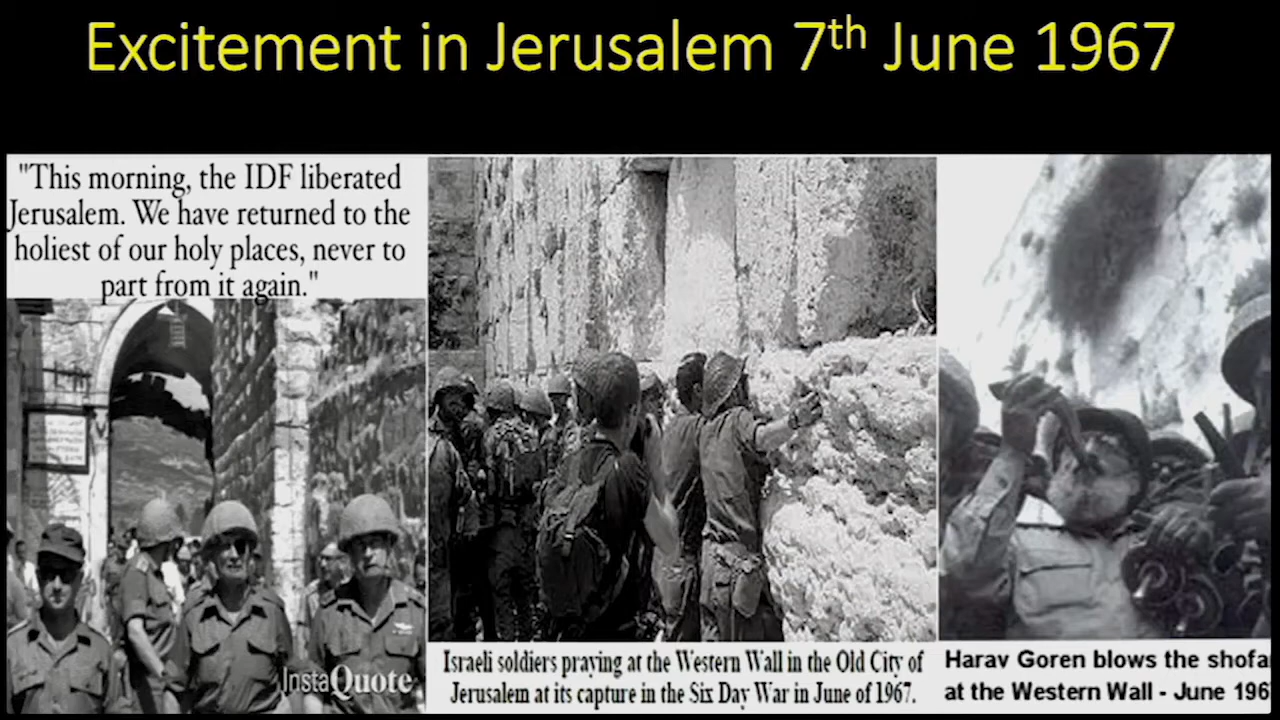 Excitement in Jerusalem 7th June 1967
"This morning, the IDF liberated
Jerusalem. We have returned to the
holiest of our holy places, never to
part from it again."
InstaQuote
Israeli soldiers praying at the Western Wall in the Old City of
Jerusalem at its capture in the Six Day War in June of 1967.
Harav Goren blows the shofa
at the Western Wall - June 196